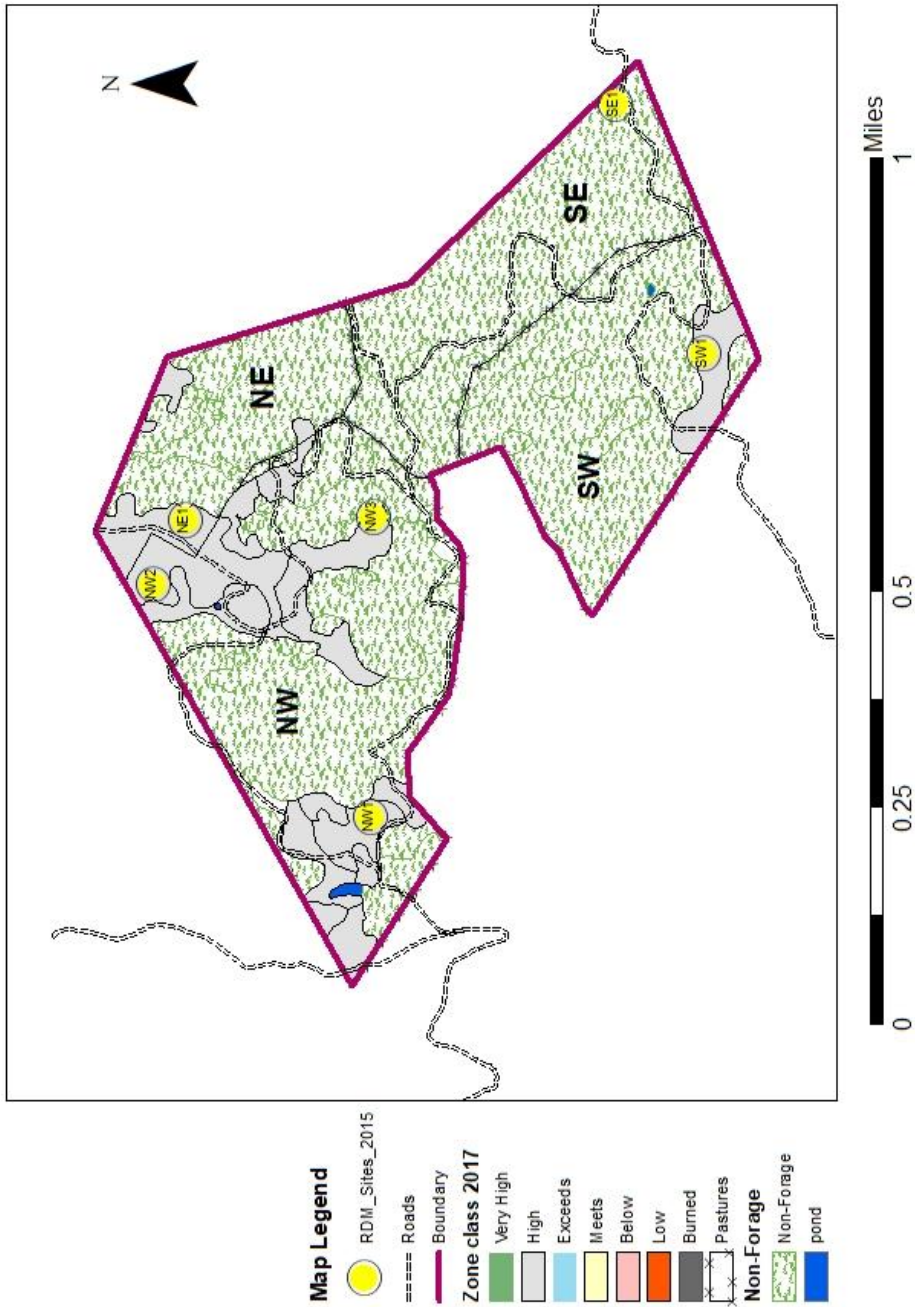 Map Legend
RDM_Sites_2015
Roads
Boundary
Zone class 2017
Very High
High
Exceeds
Meets
Below
Low
Burned
Pastures
Non-Forage
Non-Forage
pond
N
NW
NE
SW
SE
NW1
NW2
NE1
NW3
SW1
SE1
0
0.25
0.5
1
Miles